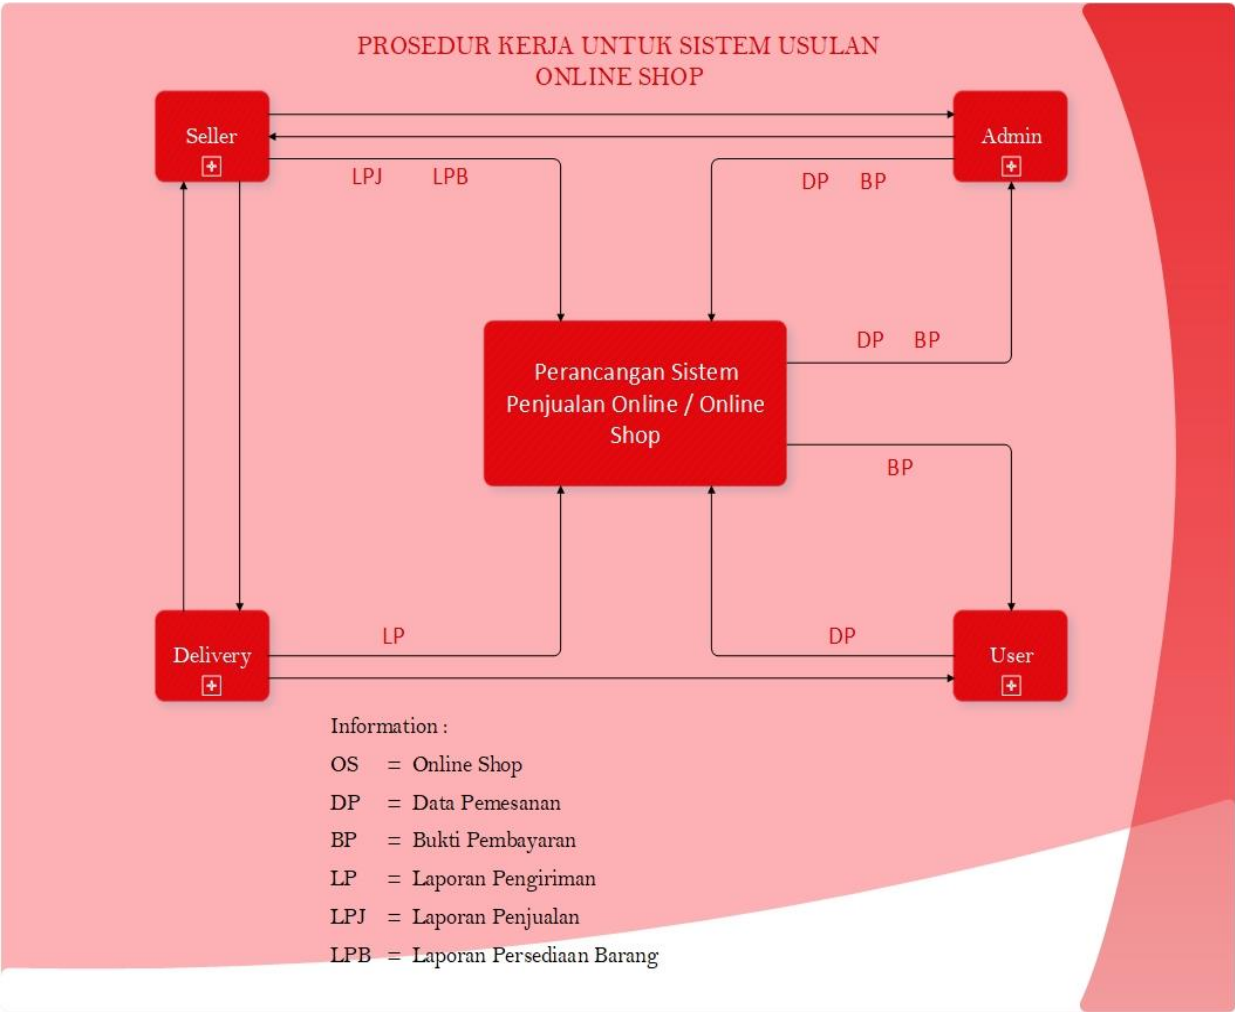 PROSEDUR KERJA UNTUK SISTEM USULAN
ONLINE SHOP
Seller
Admin
LPJ LPB
DP BP
DP BP
Perancangan Sistem
Penjualan Online / Online
Shop
BP
LP
DP
Delivery
User
Information :
OS = Online Shop
DP = Data Pemesanan
BP = Bukti Pembayaran
LP = Laporan Pengiriman
LPJ = Laporan Penjualan
LPB = Laporan Persediaan Barang